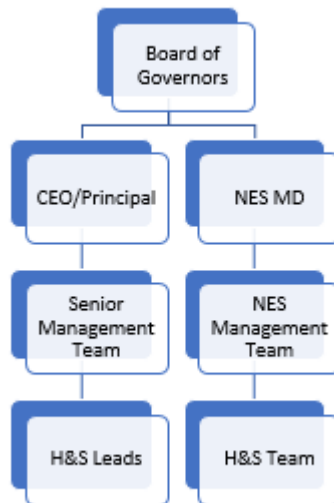 Board of
Governors
CEO/Principal
NES MD
Senior
Management
Team
NES
Management
Team
H&S Leads
H&S Team